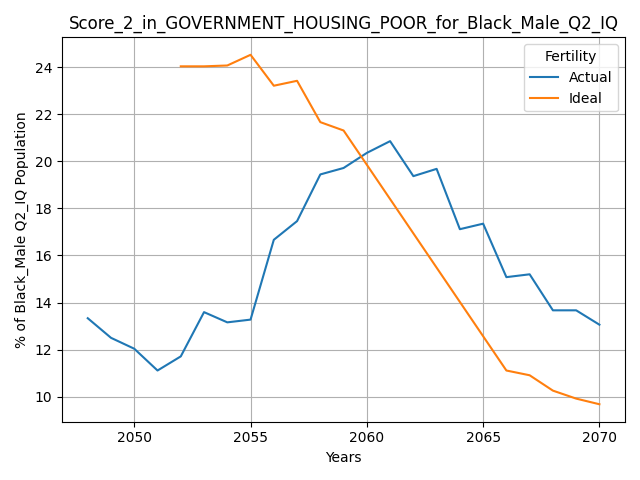 Score_2_in_GOVERNMENT_HOUSING_POOR_for_Black_Male_Q2_IQ
Fertility
Actual
Ideal
% of Black_Male Q2_IQ Population
24
22
20
18
16
14
12
10
2050
2055
2060
2065
2070
Years